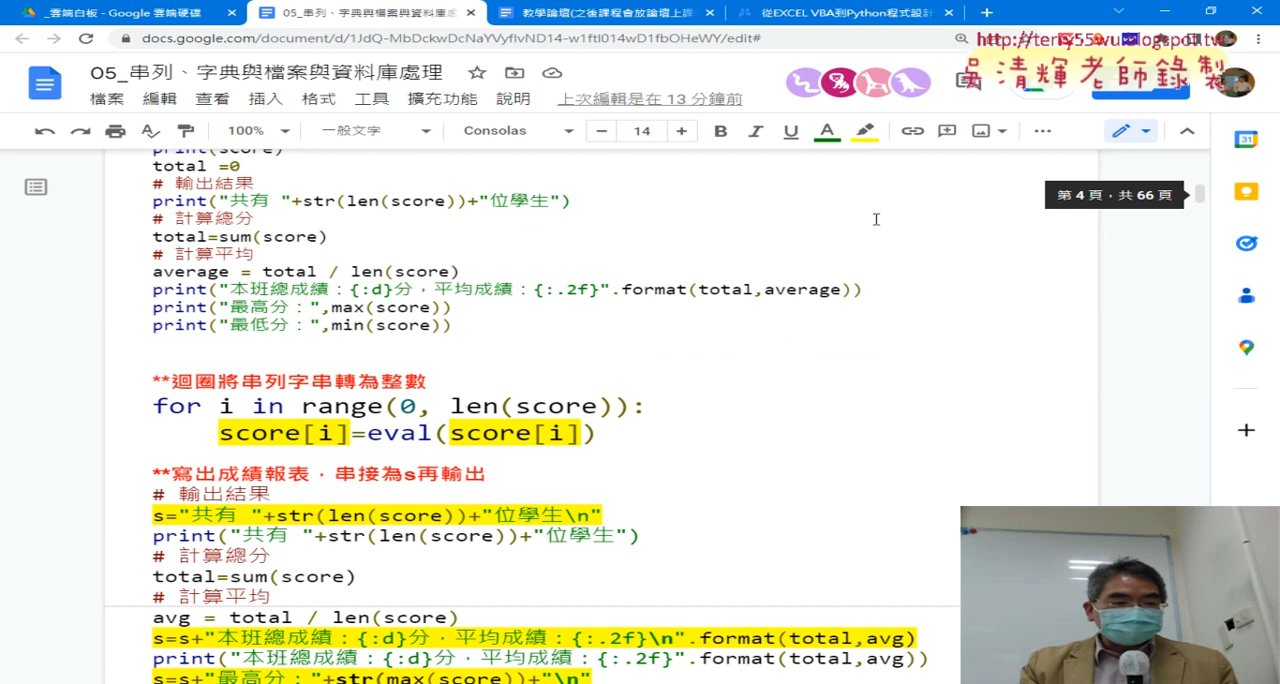 _雲端白板 - Google 雲端硬碟
05_串列、字典與檔案與資料庫處
教學論壇(之後課程會放論壇上課
從EXCEL VBA到Python程式設計
docs.google.com/document/d/1JdQ-MbDckwDcNaYVyflvND14-w1ftI014wD1fbOHeWY/edit#
http://terry55wu.blogspot.tw
吳清輝老師錄製
05_串列、字典與檔案與資料庫處理
檔案 編輯 查看 插入 格式 工具 擴充功能 說明 上次編輯是在 13 分鐘前
100% 一般文字 Consolas 14 B I U A
print(score)
total =0
# 輸出結果
print("共有 "+str(len(score))+"位學生")
# 計算總分
total=sum(score)
# 計算平均
average = total / len(score)
print("本班總成績：{:d}分，平均成績：{:.2f}".format(total,average))
print("最高分：",max(score))
print("最低分：",min(score))
**迴圈將串列字串轉為整數
for i in range(0, len(score)):
score[i]=eval(score[i])
**寫出成績報表，串接為s再輸出
# 輸出結果
s="共有 "+str(len(score))+"位學生\n"
print("共有 "+str(len(score))+"位學生")
# 計算總分
total=sum(score)
# 計算平均
avg = total / len(score)
s=s+"本班總成績：{:d}分，平均成績：{:.2f}\n".format(total,avg)
print("本班總成績：{:d}分，平均成績：{:.2f}".format(total,avg))
s=s+"最高分："+str(max(score))+"\n"
第 4 頁，共 66 頁
31